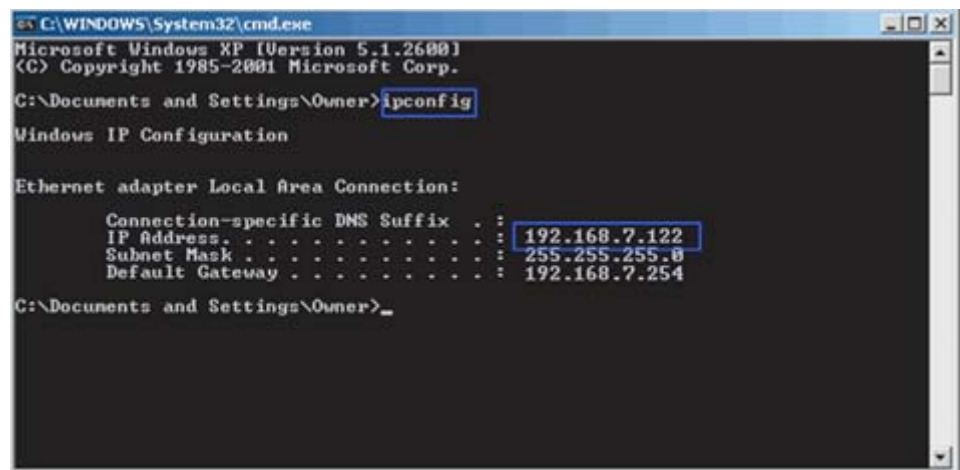 C:\WINDOWS\System32\cmd.exe
Microsoft Windows XP [Version 5.1.2600]
(C) Copyright 1985-2001 Microsoft Corp.
C:\Documents and Settings\Owner>ipconfig
Windows IP Configuration
Ethernet adapter Local Area Connection:
Connection-specific DNS Suffix . :
IP Address. . . . . . . . . . . . : 192.168.7.122
Subnet Mask . . . . . . . . . . . : 255.255.255.0
Default Gateway . . . . . . . . . : 192.168.7.254
C:\Documents and Settings\Owner>_